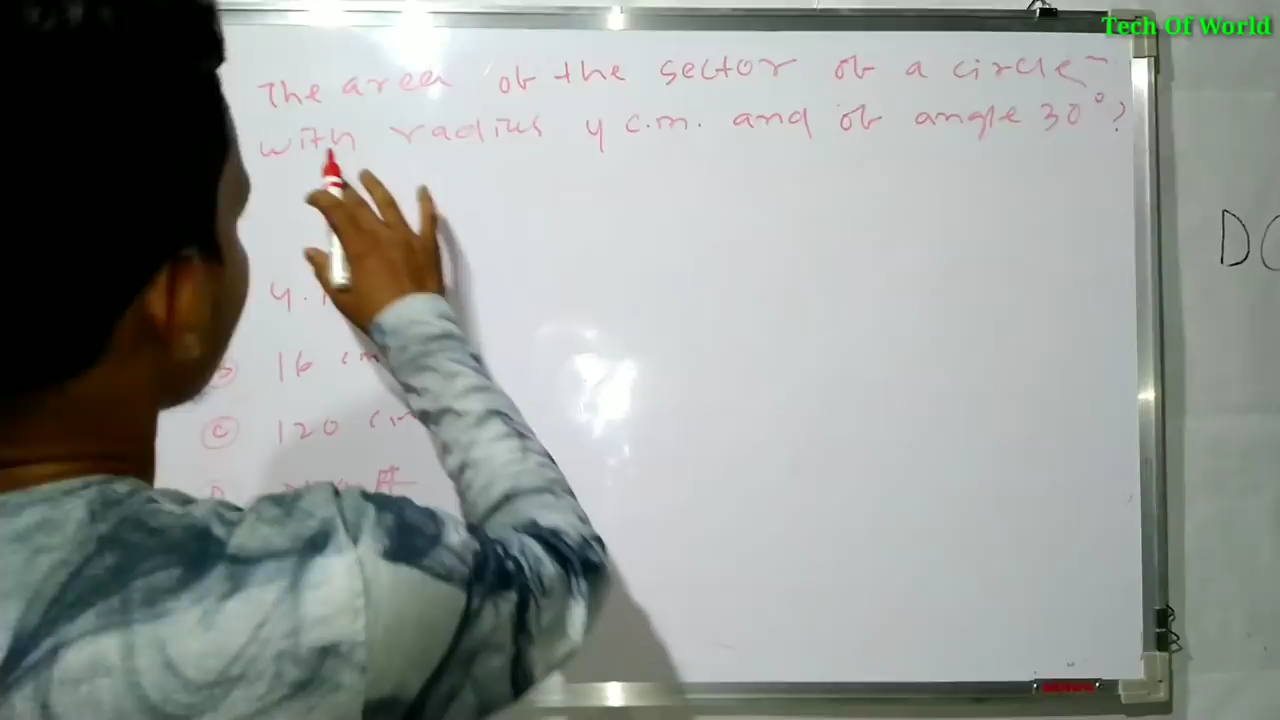 Tech Of World
The area of the sector of a circle
with radius 4 c.m. and of angle 30°?
4.1
B 16 cm
C 120 cm
D